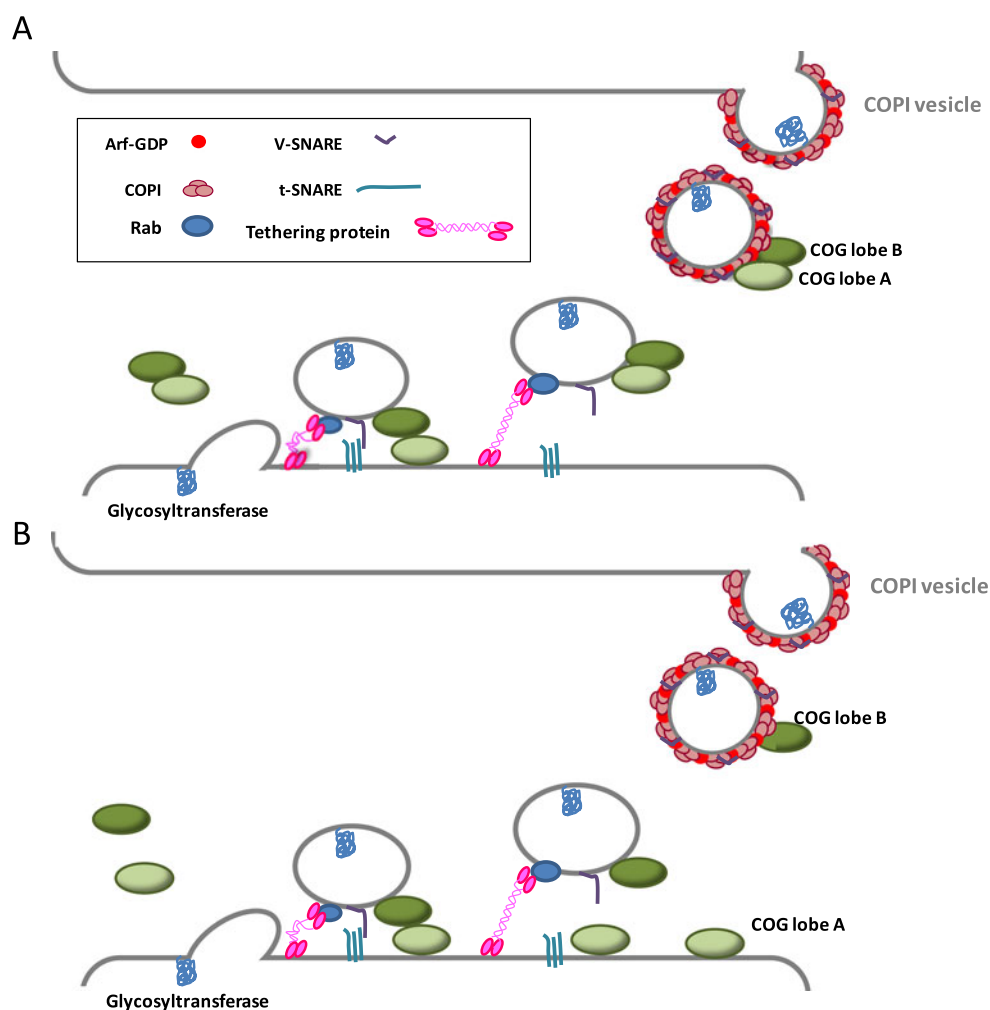 A
COPI vesicle
Arf-GDP
V-SNARE
COPI
t-SNARE
Rab
Tethering protein
COG lobe B
COG lobe A
Glycosyltransferase
B
COPI vesicle
COG lobe B
COG lobe A
Glycosyltransferase